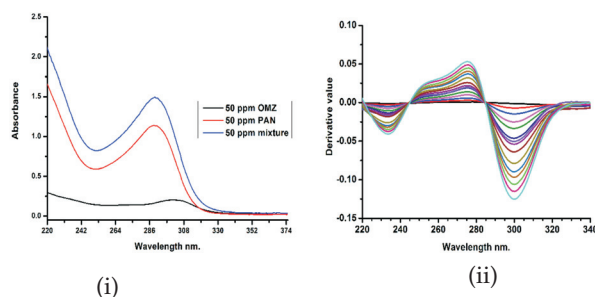 2.5
2.0
1.5
1.0
0.5
0.0
Absorbance
220 242 264 286 308 330 352 374
Wavelength nm.
50 ppm OMZ
50 ppm PAN
50 ppm mixture
(i)
0.10
0.05
0.00
-0.05
-0.10
-0.15
Derivative value
220 240 260 280 300 320 340
Wavelength nm.
(ii)